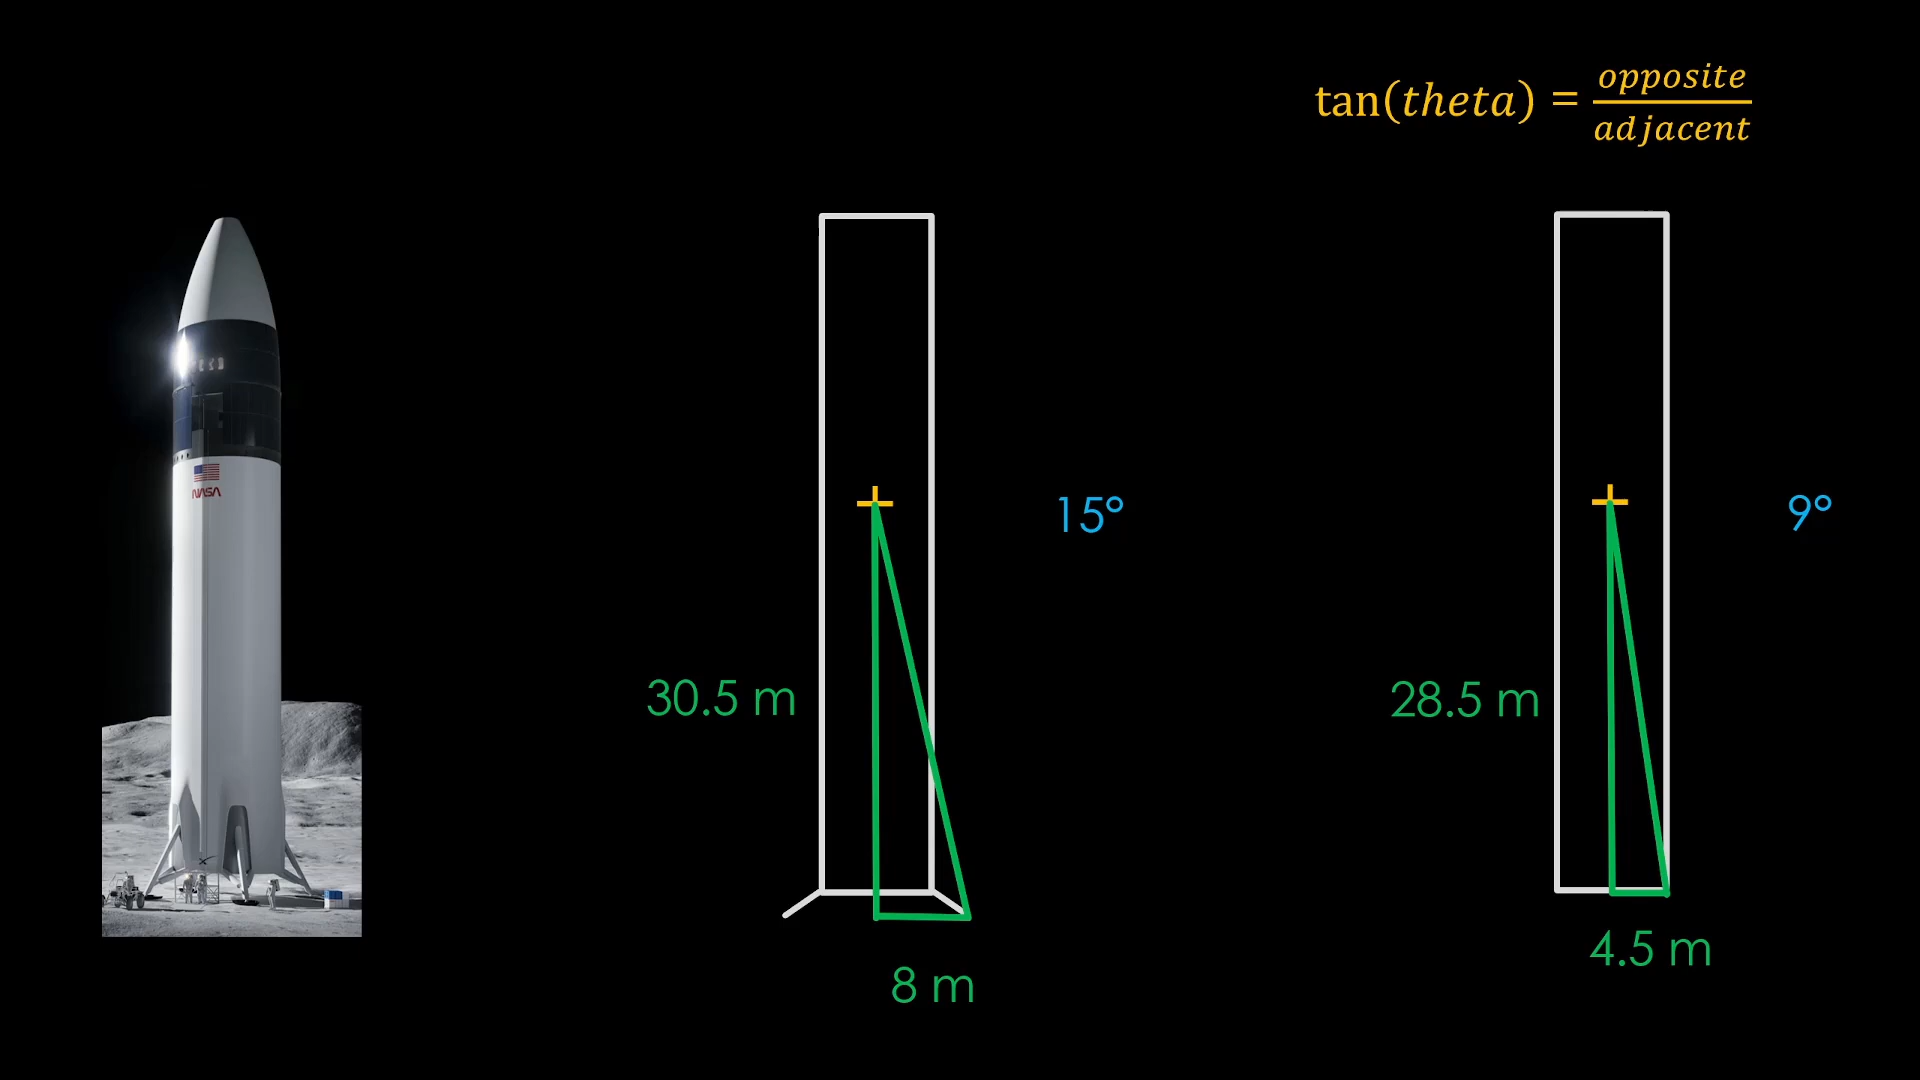 tan(theta) = opposite
adjacent
NASA
15°
9°
30.5 m
28.5 m
4.5 m
8 m